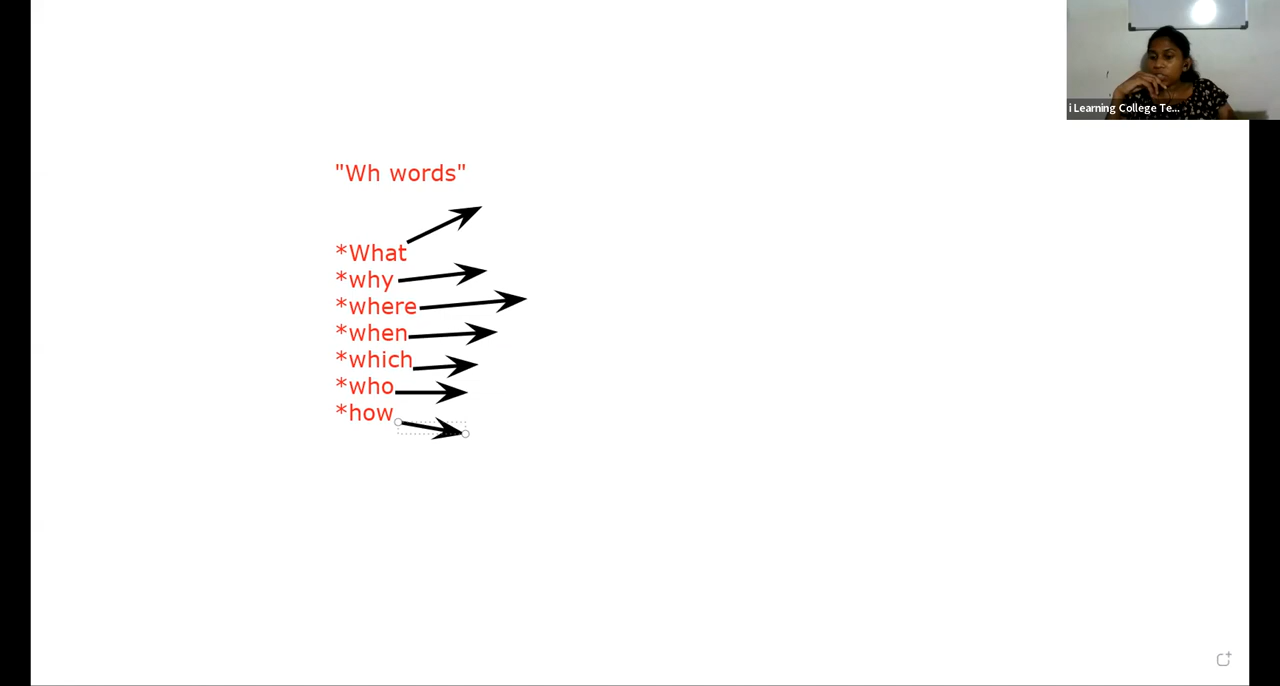 i Learning College Te...
"Wh words"
*What
*why
*where
*when
*which
*who
*how